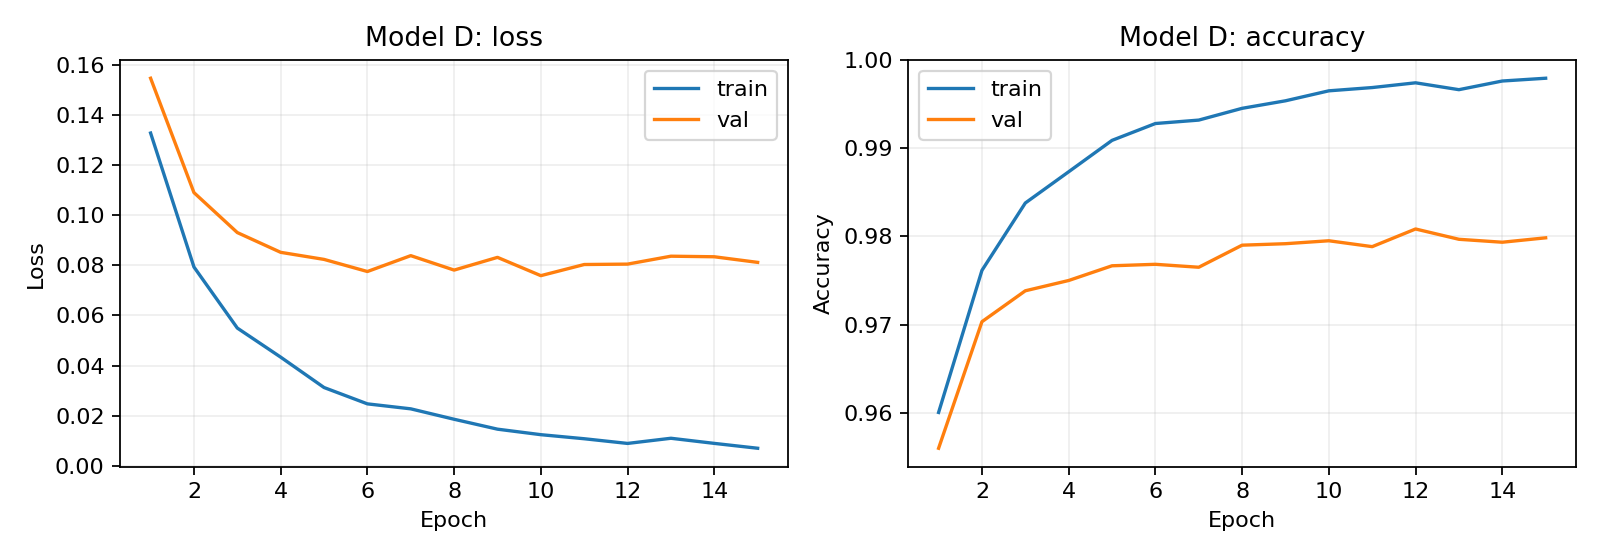 Model D: loss
0.16
0.14
0.12
0.10
0.08
0.06
0.04
0.02
0.00
Loss
train
val
2 4 6 8 10 12 14
Epoch
Model D: accuracy
1.00
0.99
0.98
0.97
0.96
Accuracy
train
val
2 4 6 8 10 12 14
Epoch